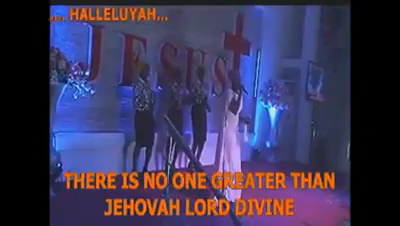 .... HALLELUYAH...
JESUS
THERE IS NO ONE GREATER THAN
JEHOVAH LORD DIVINE